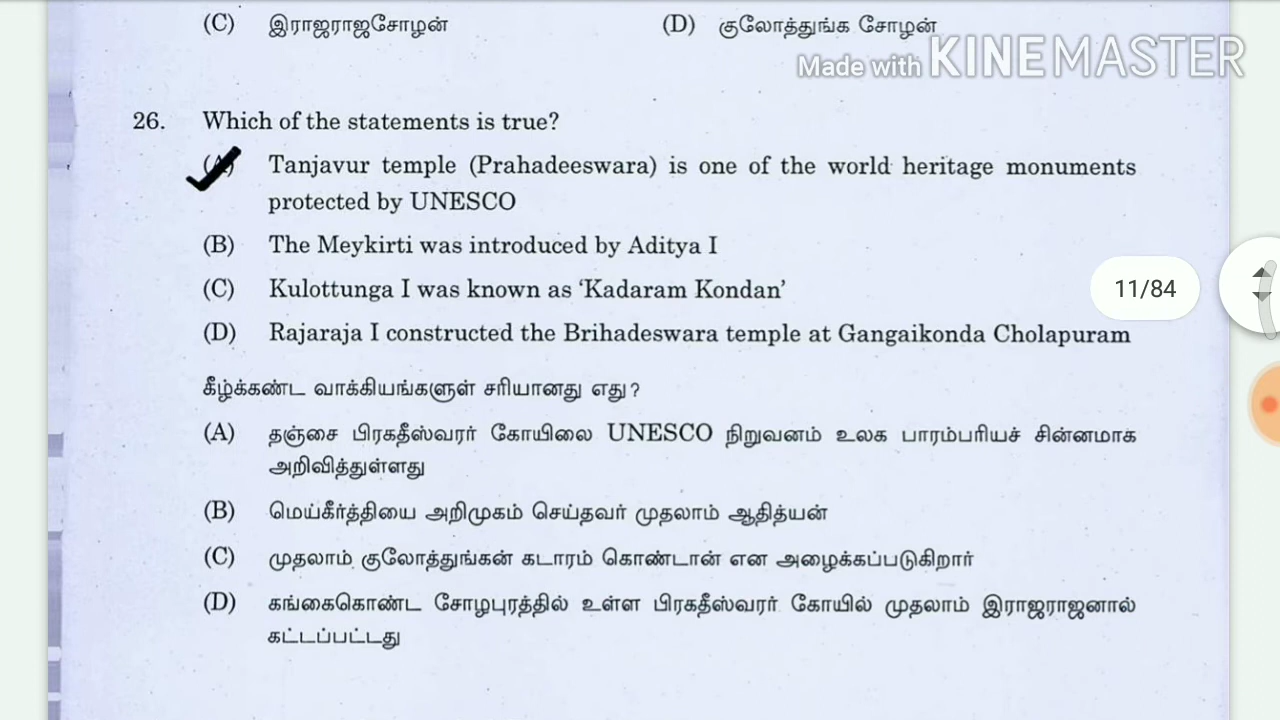 (C) இராஜராஜசோழன் (D) குலோத்துங்க சோழன்
Made with KINEMASTER
26. Which of the statements is true?
(A) Tanjavur temple (Prahadeeswara) is one of the world heritage monuments
protected by UNESCO
(B) The Meykirti was introduced by Aditya I
(C) Kulottunga I was known as ‘Kadaram Kondan’
11/84
(D) Rajaraja I constructed the Brihadeswara temple at Gangaikonda Cholapuram
கீழ்க்கண்ட வாக்கியங்களுள் சரியானது எது?
(A) தஞ்சை பிரகதீஸ்வரர் கோயிலை UNESCO நிறுவனம் உலக பாரம்பரியச் சின்னமாக
அறிவித்துள்ளது
(B) மெய்கீர்த்தியை அறிமுகம் செய்தவர் முதலாம் ஆதித்யன்
(C) முதலாம் குலோத்துங்கன் கடாரம் கொண்டான் என அழைக்கப்படுகிறார்
(D) கங்கைகொண்ட சோழபுரத்தில் உள்ள பிரகதீஸ்வரர் கோயில் முதலாம் இராஜராஜனால்
கட்டப்பட்டது